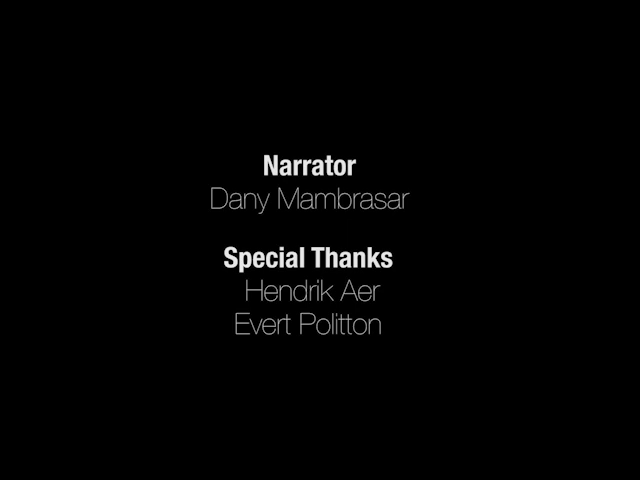 Narrator
Dany Mambrasar
Special Thanks
Hendrik Aer
Evert Politton